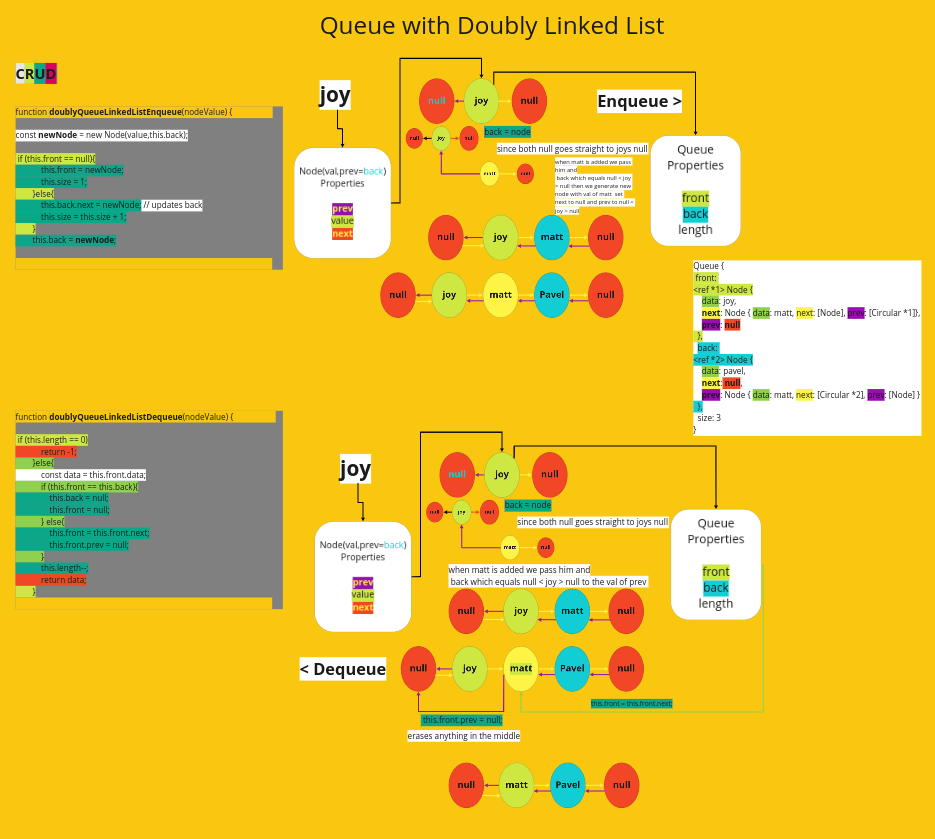 Queue with Doubly Linked List
CRUD
function doublyQueueLinkedListEnqueue(nodeValue) {
const newNode = new Node(value,this.back);
if (this.front == null){
this.front = newNode;
this.size = 1;
}else{
this.back.next = newNode; // updates back
this.size = this.size + 1;
}
this.back = newNode;
joy
Node(val,prev=back)
Properties
prev
value
next
null
joy
null
Enqueue >
back = node
null
joy
null
since both null goes straight to joys null
matt
null
when matt is added we pass
him and
back which equals null < joy
> null then we generate new
node with val of matt set
next to null and prev to null <
joy > null
Queue
Properties
front
back
length
null
joy
matt
null
null
joy
matt
Pavel
null
Queue {
front:
<ref *1> Node {
data: joy,
next: Node { data: matt, next: [Node], prev: [Circular *1]},
prev: null
},
back:
<ref *2> Node {
data: pavel,
next: null,
prev: Node { data: matt, next: [Circular *2], prev: [Node] }
},
size: 3
}
function doublyQueueLinkedListDequeue(nodeValue) {
if (this.length == 0)
return -1;
}else{
const data = this.front.data;
if (this.front == this.back){
this.back = null;
this.front = null;
} else{
this.front = this.front.next;
this.front.prev = null;
}
this.length--;
return data;
}
joy
Node(val,prev=back)
Properties
prev
value
next
null
joy
null
back = node
null
joy
null
since both null goes straight to joys null
matt
null
when matt is added we pass him and
back which equals null < joy > null to the val of prev
Queue
Properties
front
back
length
null
joy
matt
null
< Dequeue
null
joy
matt
Pavel
null
this.front = this.front.next;
this.front.prev = null;
erases anything in the middle
null
matt
Pavel
null